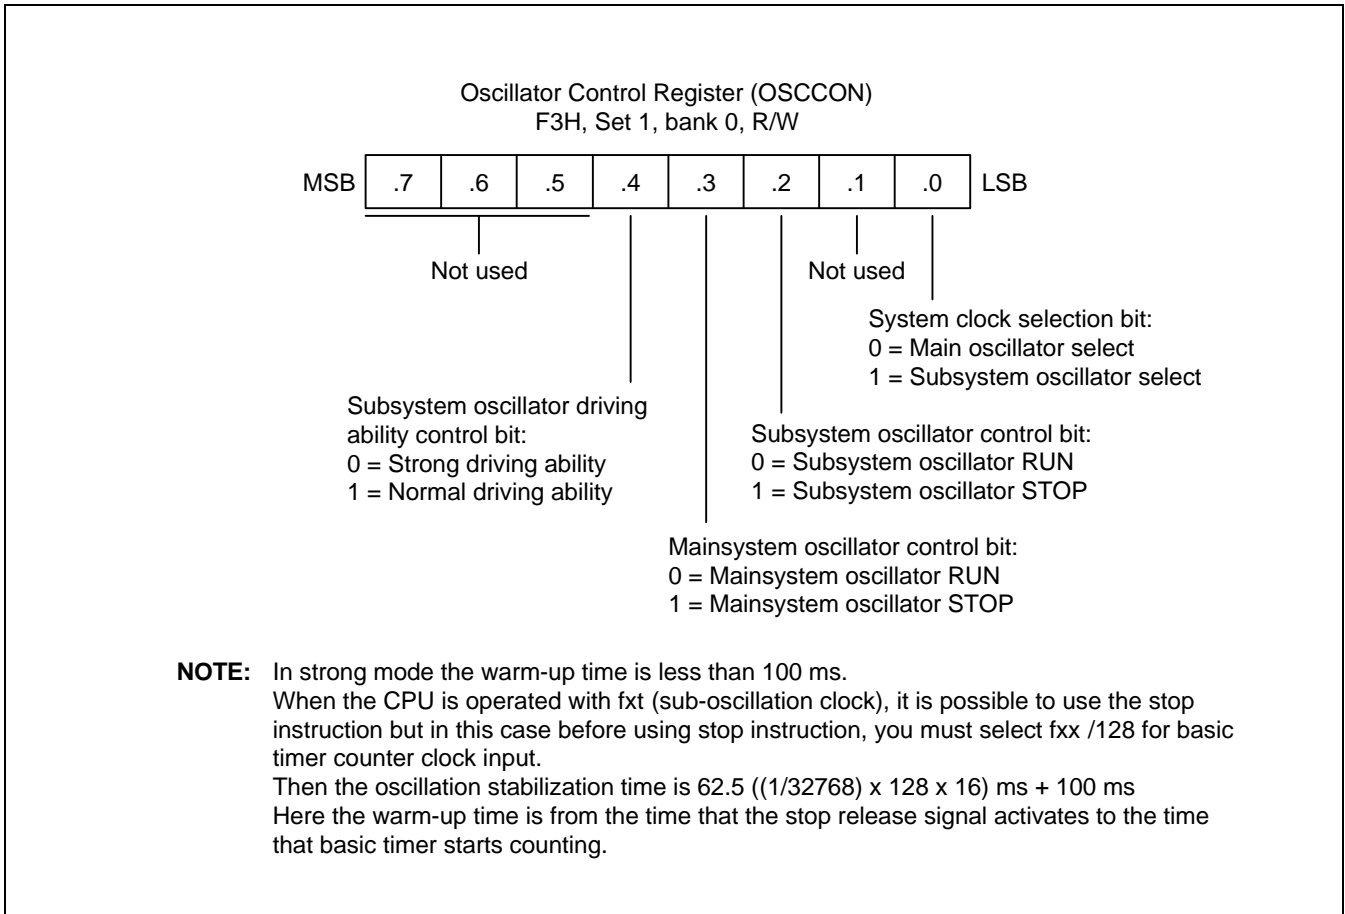 Oscillator Control Register (OSCCON)
F3H, Set 1, bank 0, R/W
MSB .7 .6 .5 .4 .3 .2 .1 .0 LSB
Not used
Not used
System clock selection bit:
0 = Main oscillator select
1 = Subsystem oscillator select
Subsystem oscillator driving
ability control bit:
0 = Strong driving ability
1 = Normal driving ability
Subsystem oscillator control bit:
0 = Subsystem oscillator RUN
1 = Subsystem oscillator STOP
Mainsystem oscillator control bit:
0 = Mainsystem oscillator RUN
1 = Mainsystem oscillator STOP
NOTE: In strong mode the warm-up time is less than 100 ms.
When the CPU is operated with fxt (sub-oscillation clock), it is possible to use the stop
instruction but in this case before using stop instruction, you must select fxx /128 for basic
timer counter clock input.
Then the oscillation stabilization time is 62.5 ((1/32768) x 128 x 16) ms + 100 ms
Here the warm-up time is from the time that the stop release signal activates to the time
that basic timer starts counting.